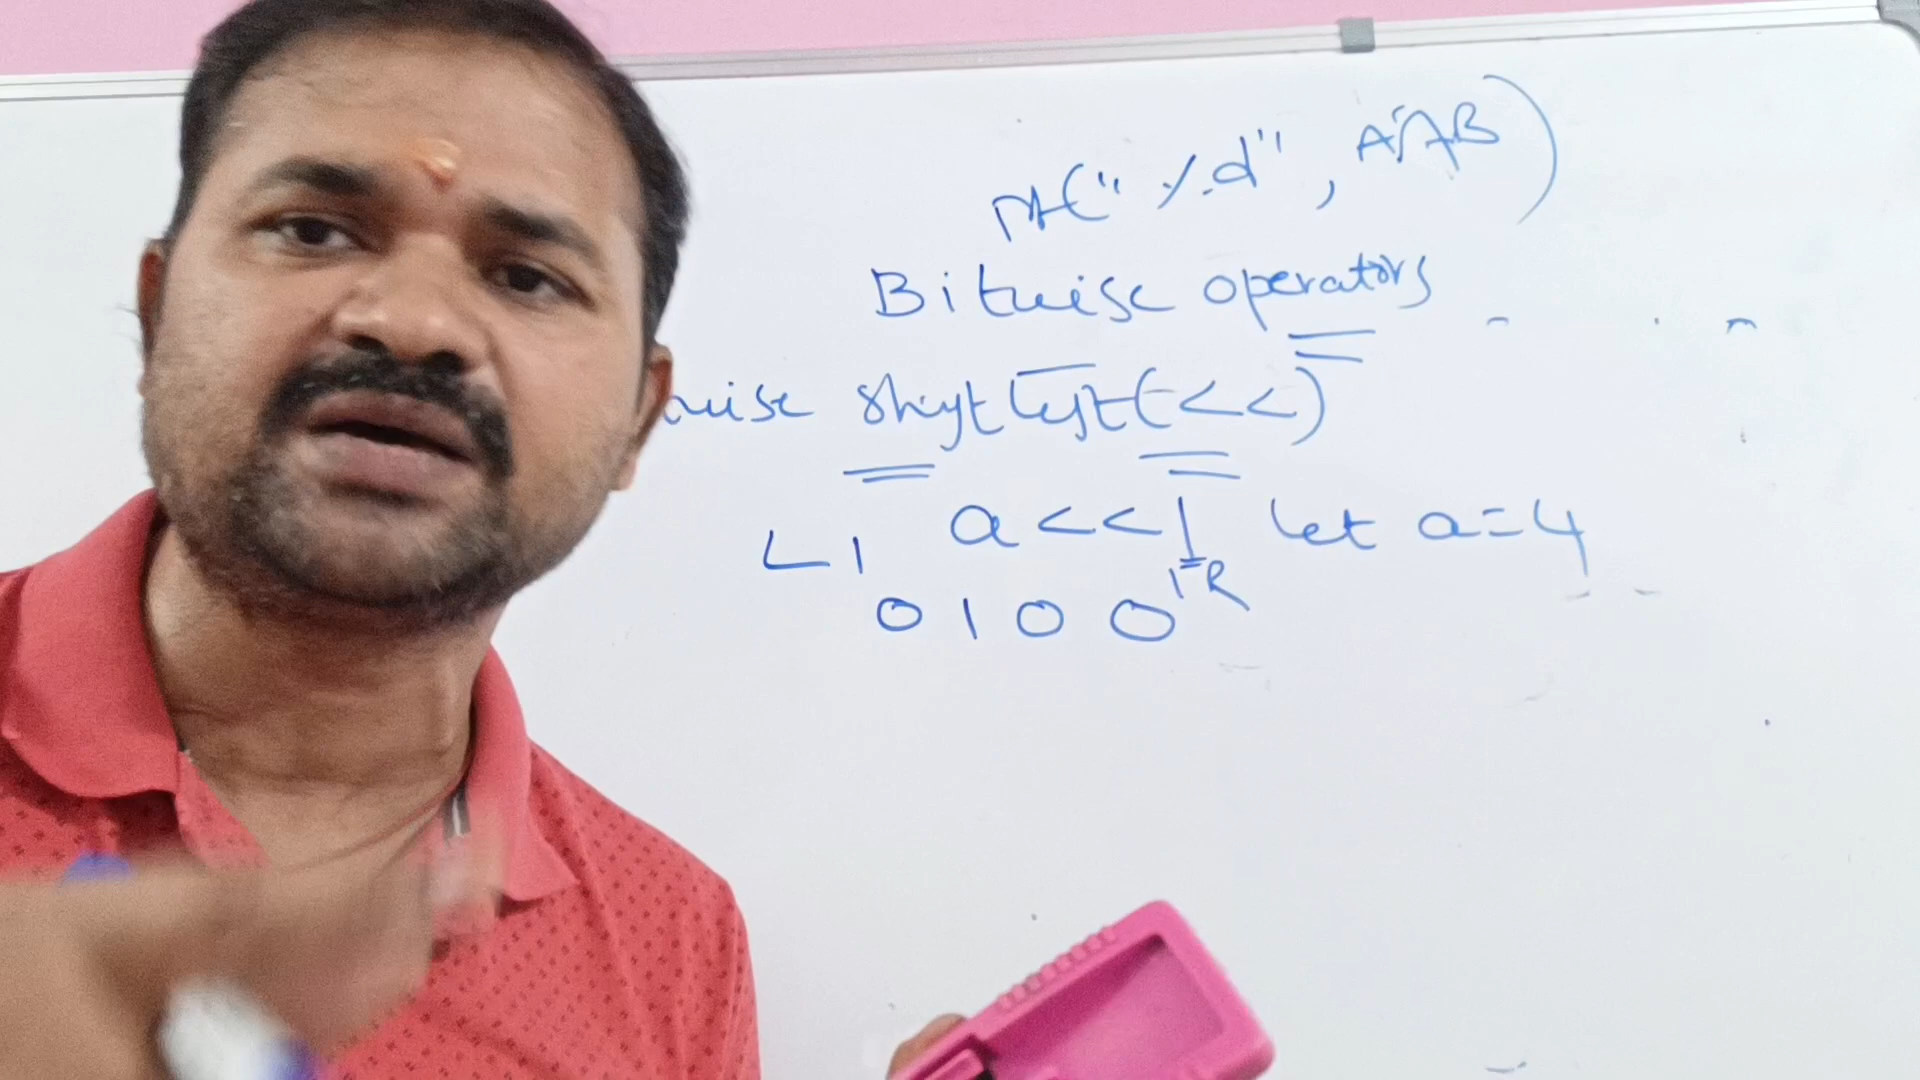 pf("%d", A^B)
Bitwise operators
wise shift left (<<)
a<<1 let a=4
L1 1R
0 1 0 0